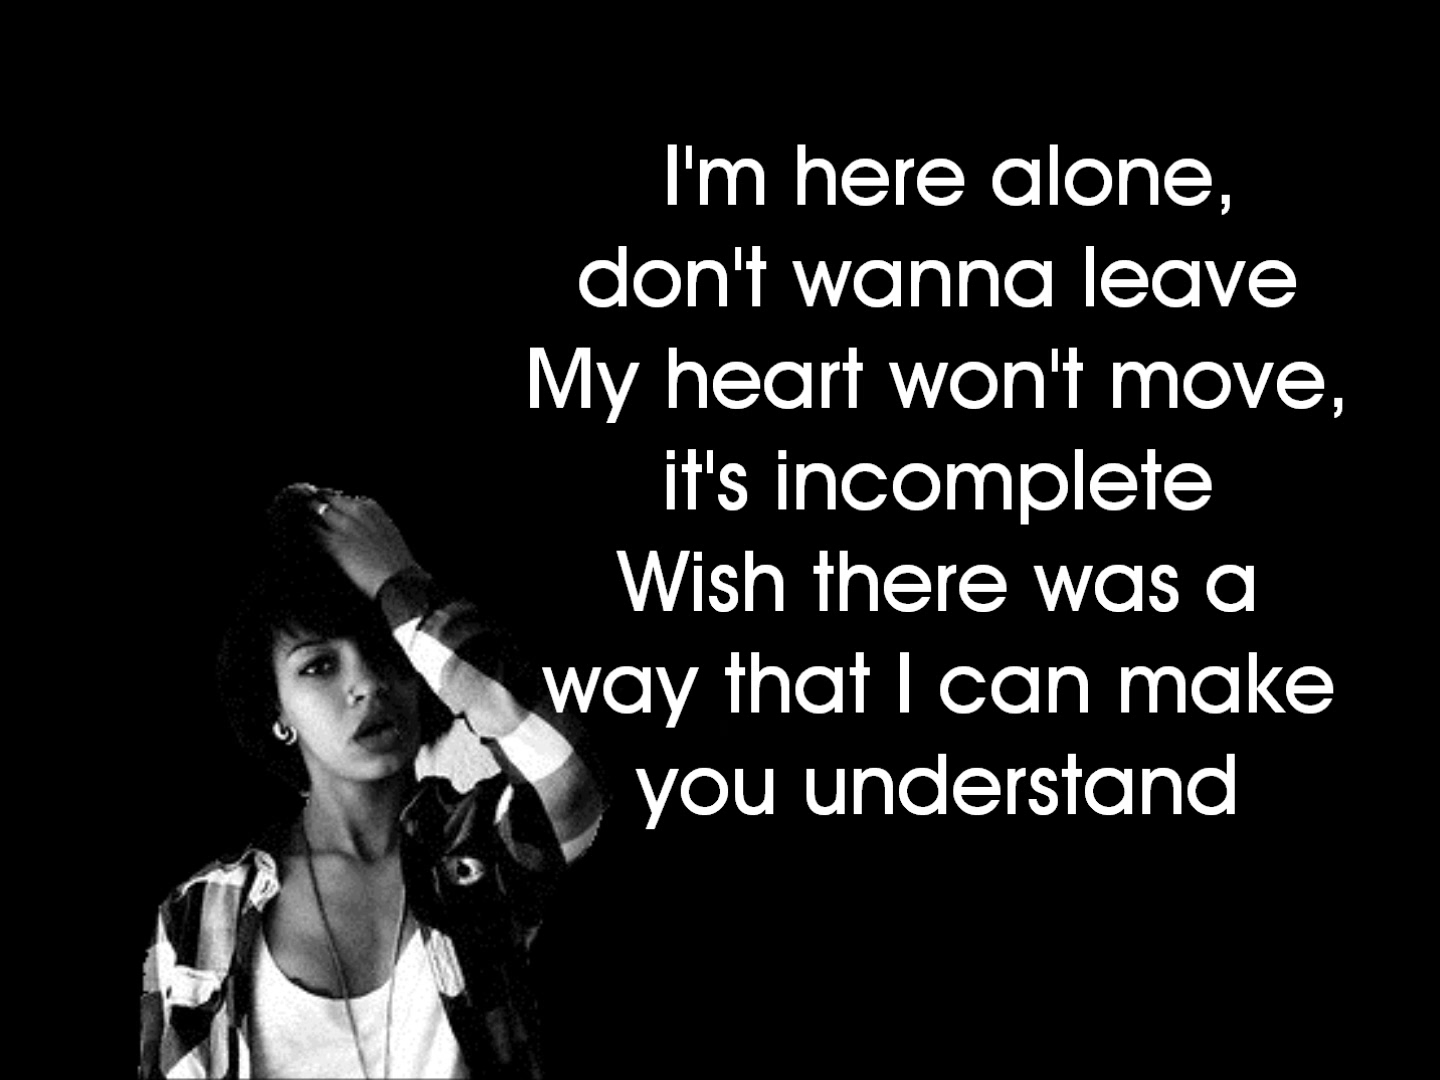 I'm here alone,
don't wanna leave
My heart won't move,
it's incomplete
Wish there was a
way that I can make
you understand